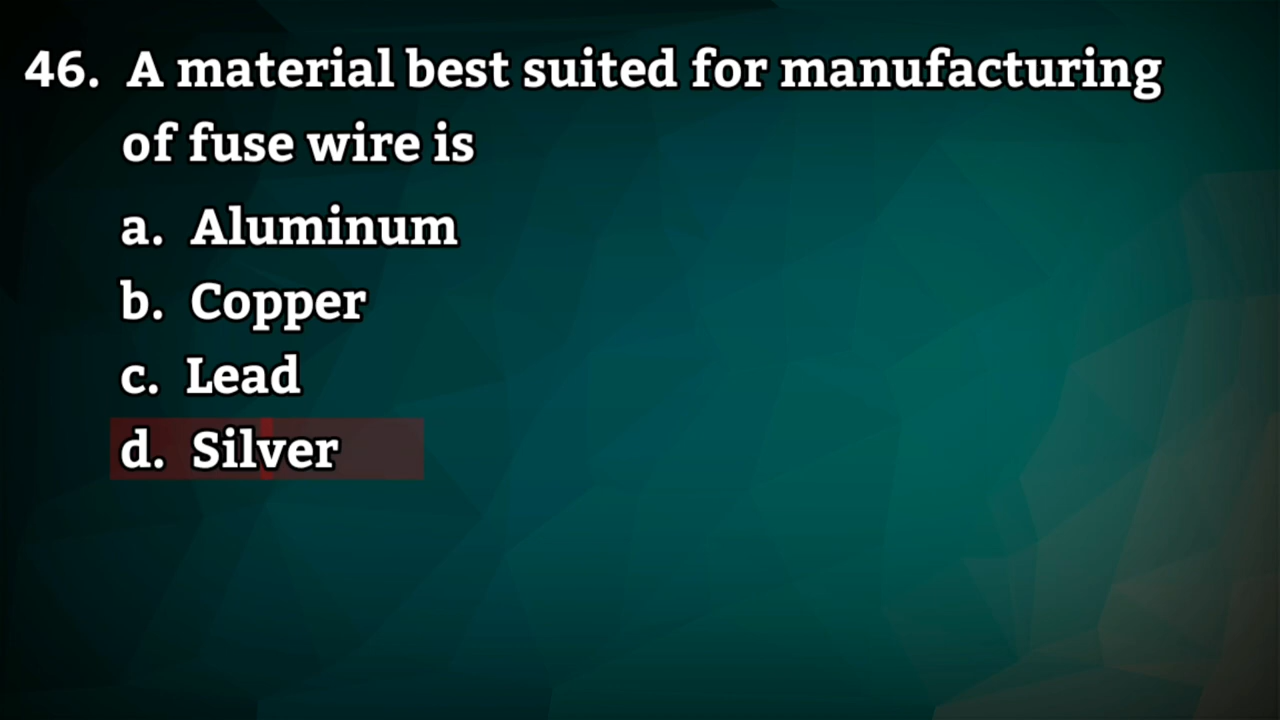 46. A material best suited for manufacturing
of fuse wire is
a. Aluminum
b. Copper
c. Lead
d. Silver